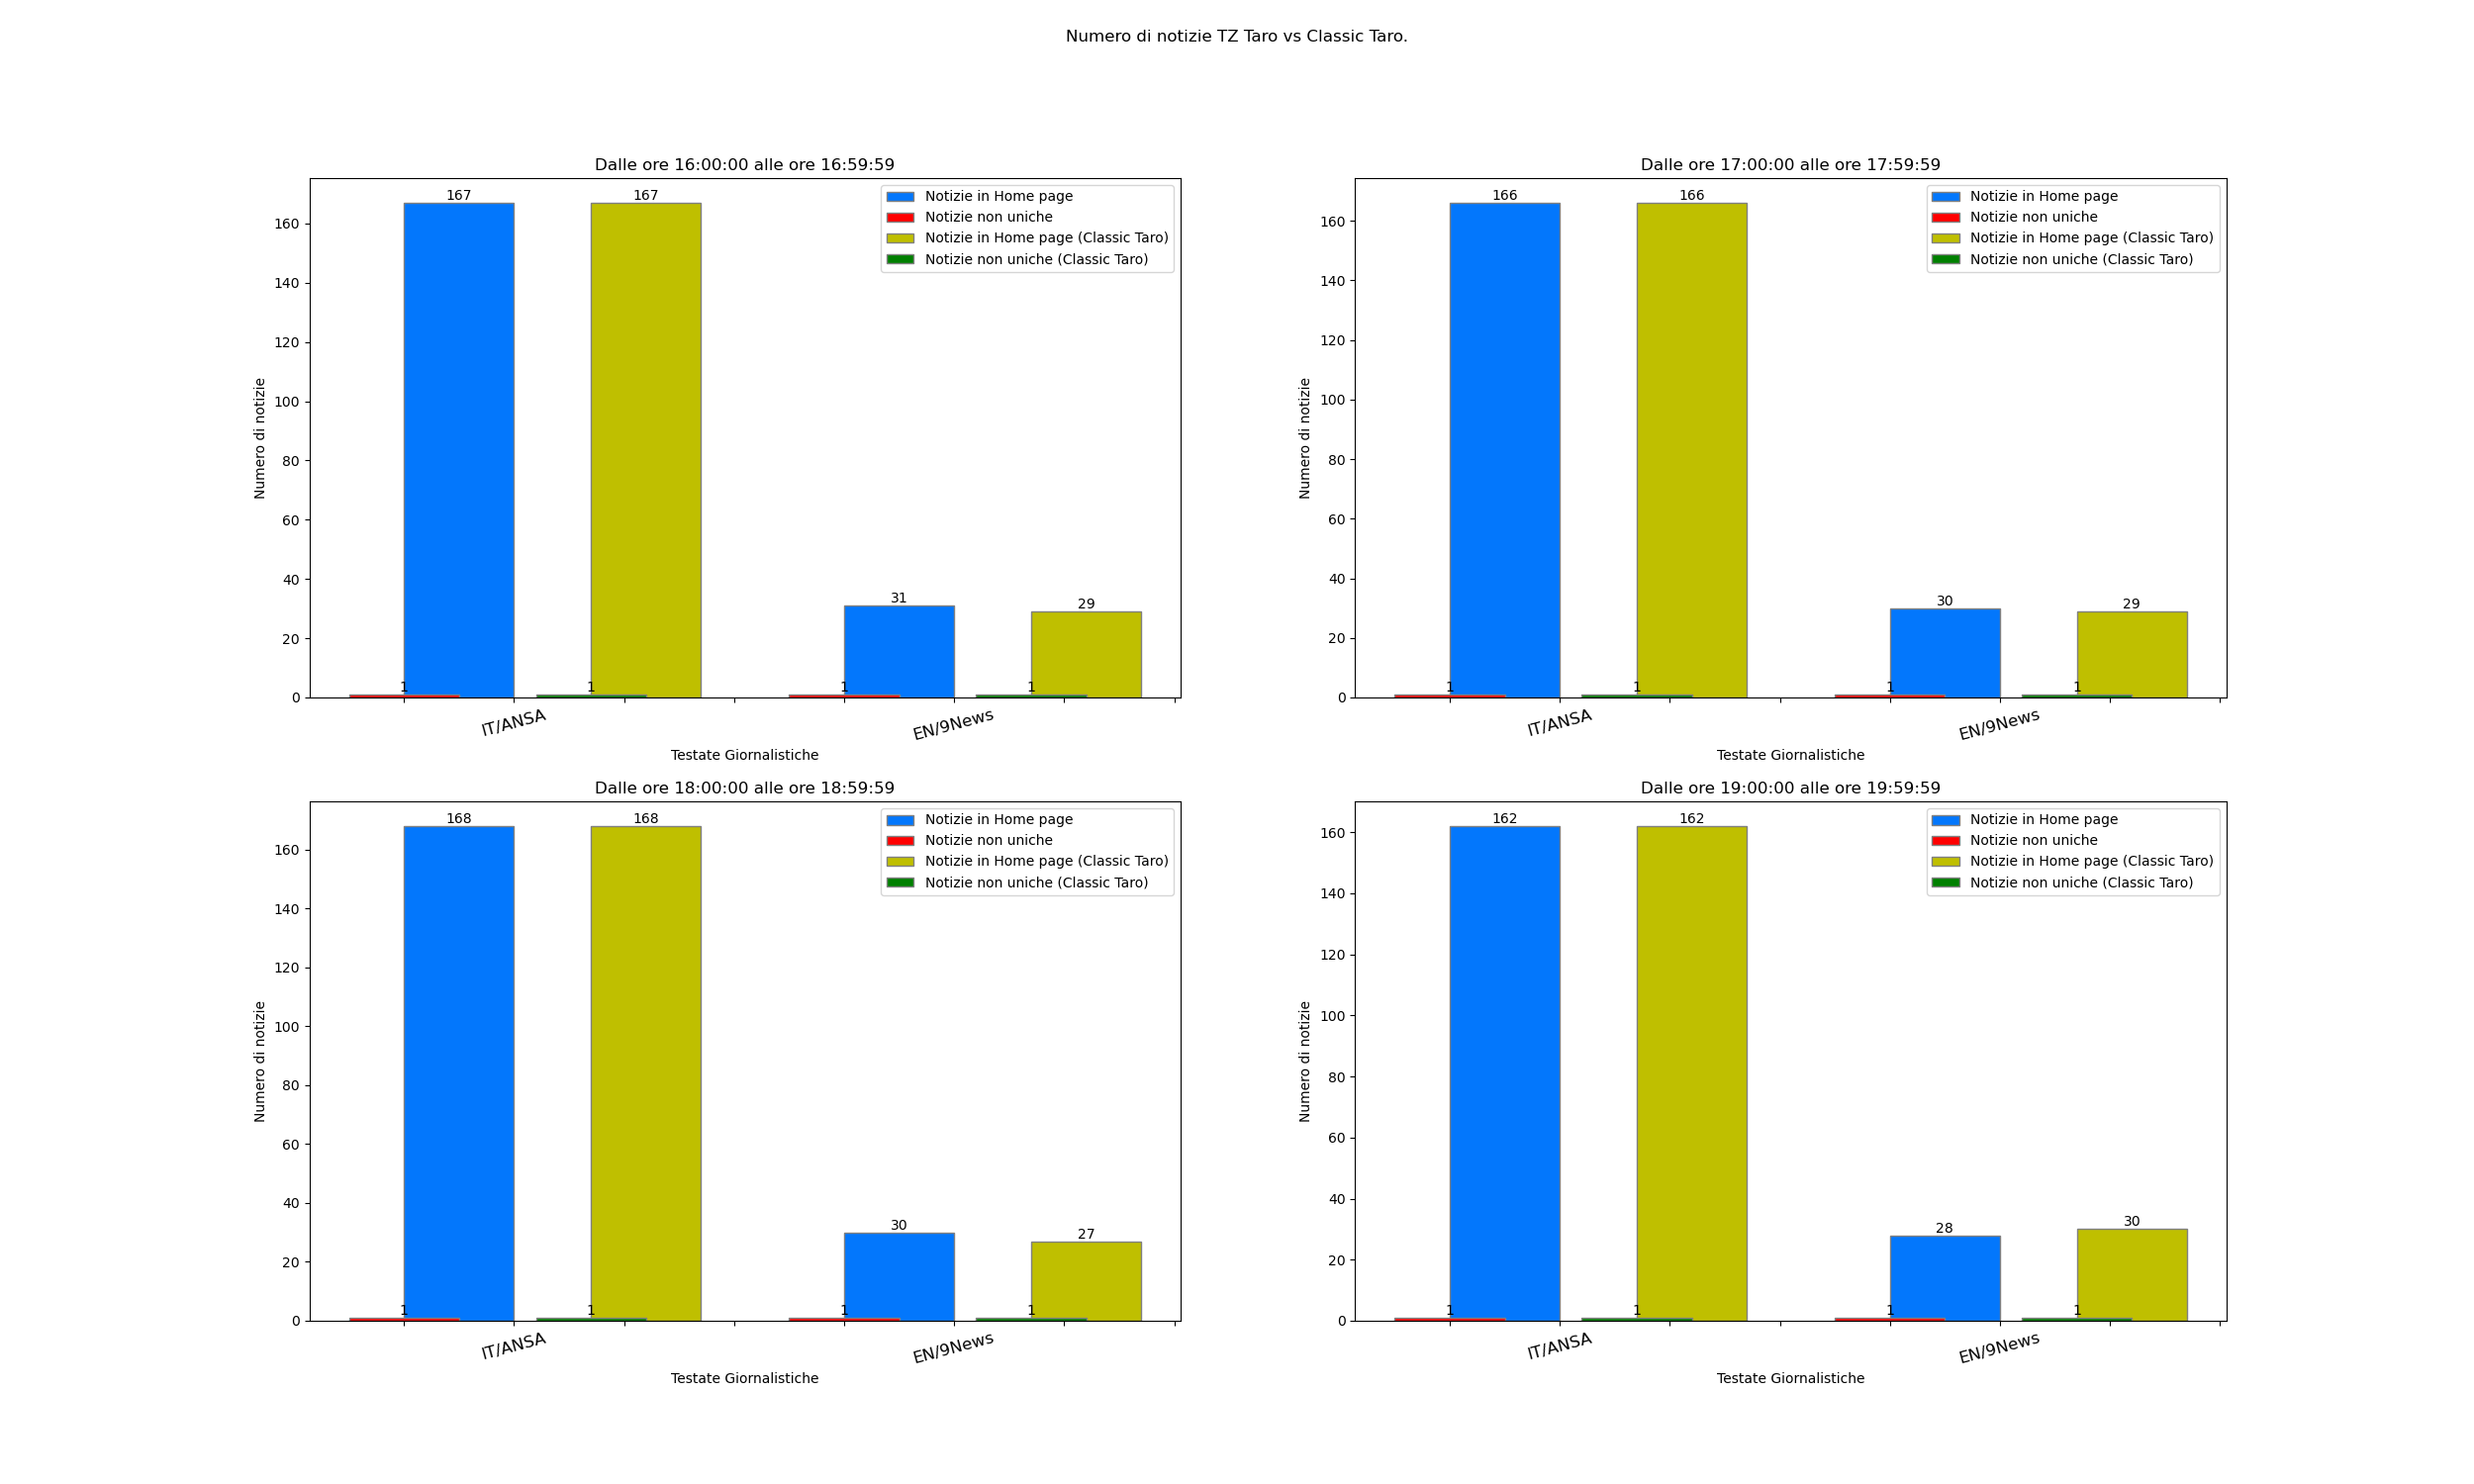 Numero di notizie TZ Taro vs Classic Taro.
Dalle ore 16:00:00 alle ore 16:59:59
Numero di notizie
160
140
120
100
80
60
40
20
0
167
167
31
29
1
1
1
1
Notizie in Home page
Notizie non uniche
Notizie in Home page (Classic Taro)
Notizie non uniche (Classic Taro)
IT/ANSA
EN/9News
Testate Giornalistiche
Dalle ore 17:00:00 alle ore 17:59:59
Numero di notizie
160
140
120
100
80
60
40
20
0
166
166
30
29
1
1
1
1
Notizie in Home page
Notizie non uniche
Notizie in Home page (Classic Taro)
Notizie non uniche (Classic Taro)
IT/ANSA
EN/9News
Testate Giornalistiche
Dalle ore 18:00:00 alle ore 18:59:59
Numero di notizie
160
140
120
100
80
60
40
20
0
168
168
30
27
1
1
1
1
Notizie in Home page
Notizie non uniche
Notizie in Home page (Classic Taro)
Notizie non uniche (Classic Taro)
IT/ANSA
EN/9News
Testate Giornalistiche
Dalle ore 19:00:00 alle ore 19:59:59
Numero di notizie
160
140
120
100
80
60
40
20
0
162
162
28
30
1
1
1
1
Notizie in Home page
Notizie non uniche
Notizie in Home page (Classic Taro)
Notizie non uniche (Classic Taro)
IT/ANSA
EN/9News
Testate Giornalistiche